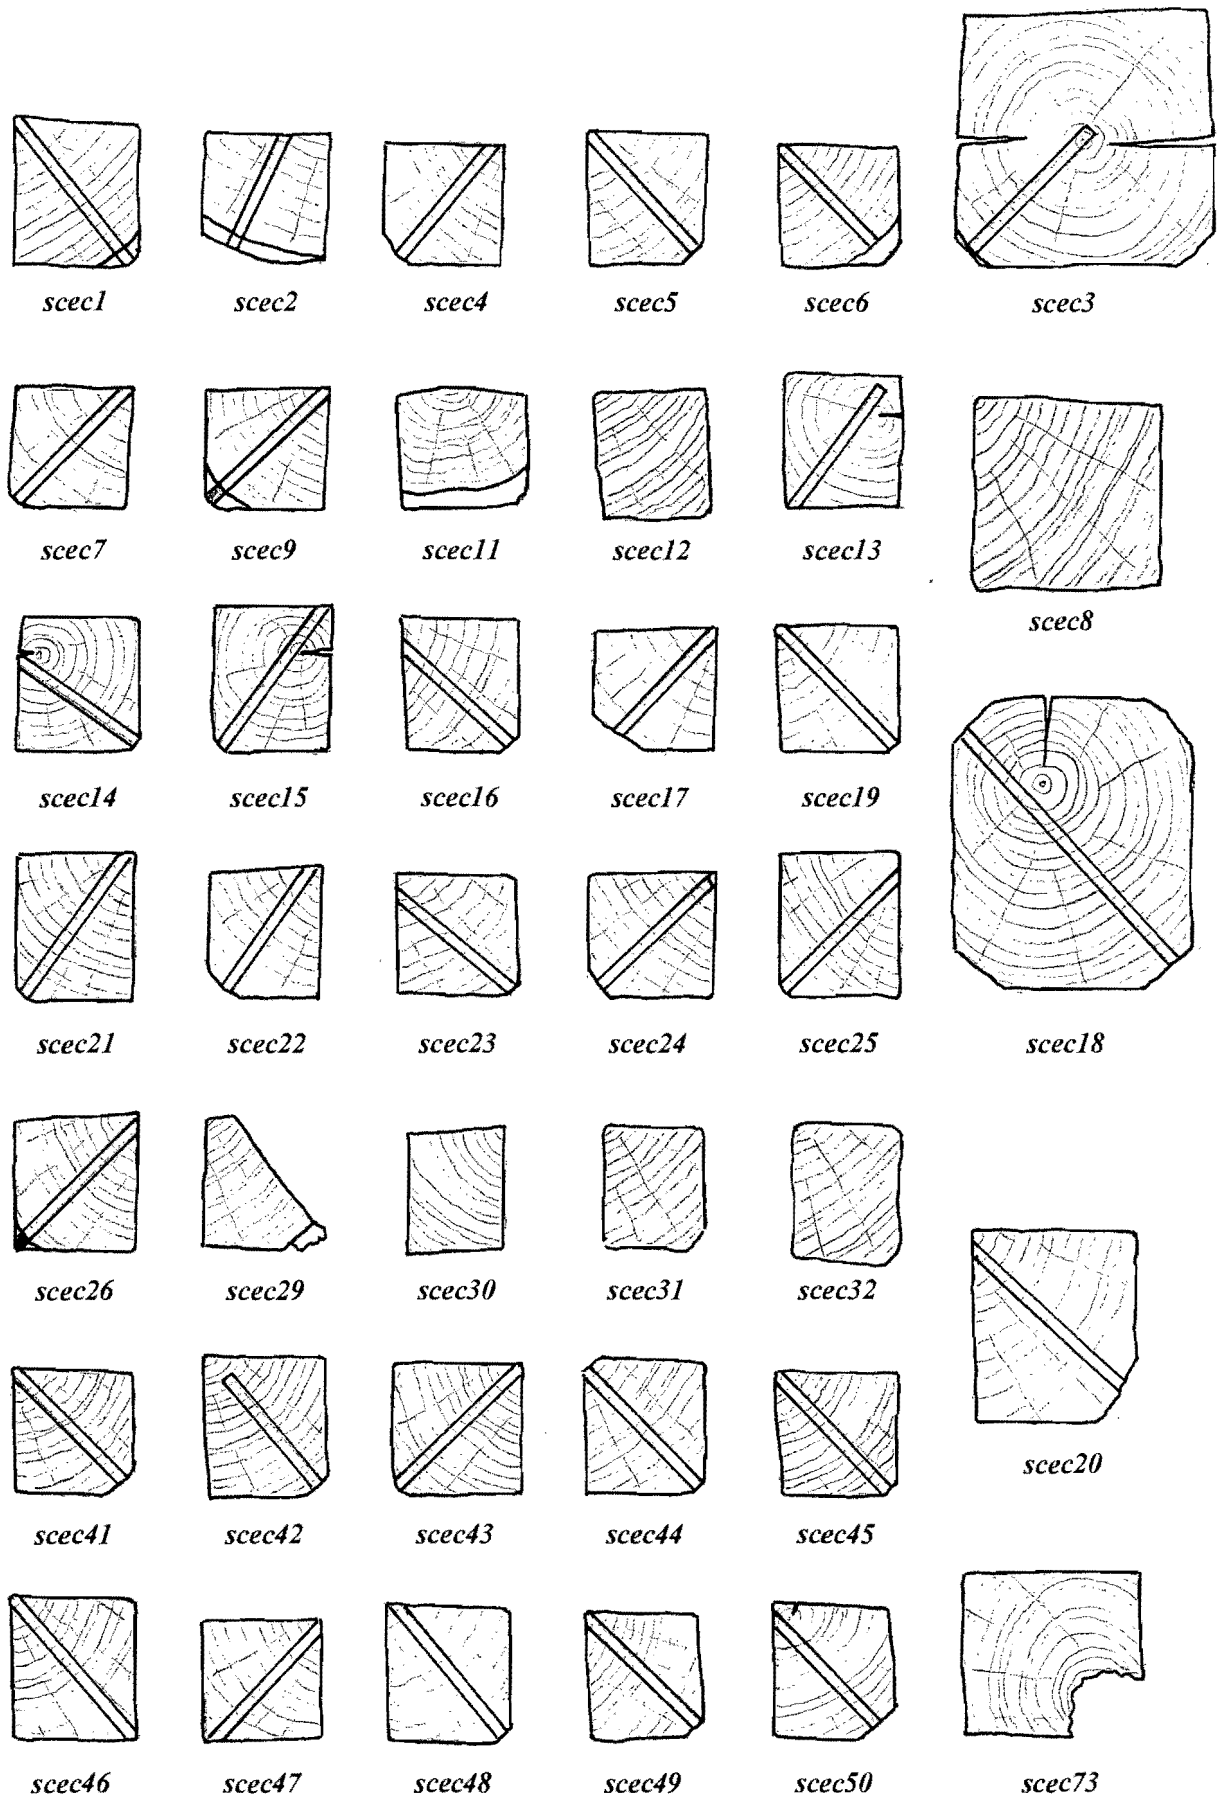 scec1 scec2 scec4 scec5 scec6 scec3
scec7 scec9 scec11 scec12 scec13
scec8
scec14 scec15 scec16 scec17 scec19
scec21 scec22 scec23 scec24 scec25 scec18
scec26 scec29 scec30 scec31 scec32
scec20
scec41 scec42 scec43 scec44 scec45
scec46 scec47 scec48 scec49 scec50 scec73